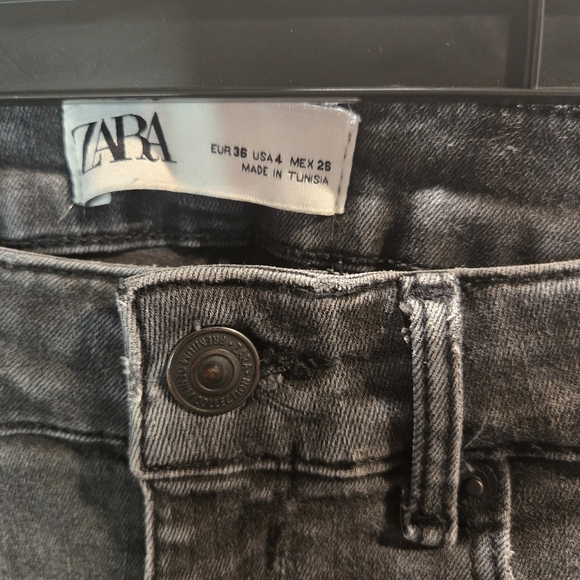 ZARA
EUR 36 USA 4 MEX 26
MADE IN TUNISIA